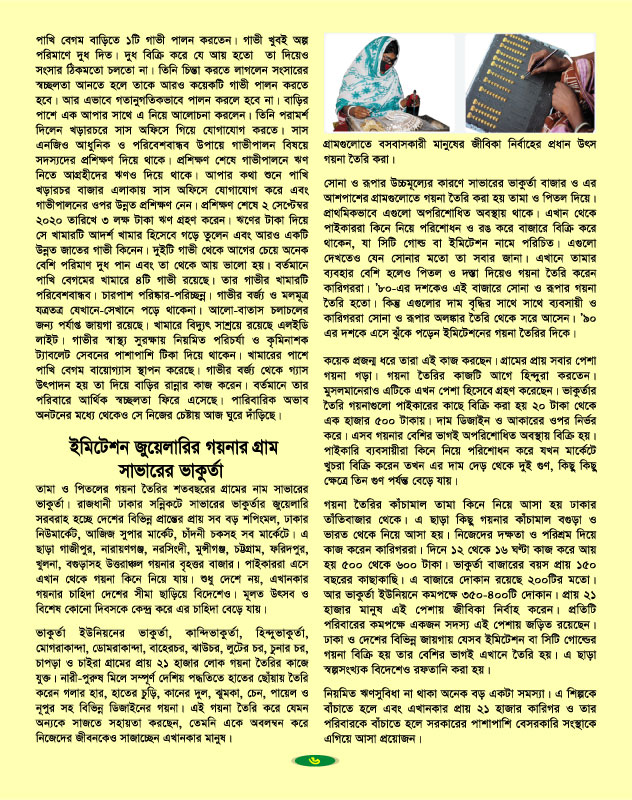 পাখি বেগম বাড়িতে ১টি গাভী পালন করতেন। গাভী খুবই অল্প
পরিমাণে দুধ দিত। দুধ বিক্রি করে যে আয় হতো তা দিয়েও
সংসার ঠিকমতো চলতো না। তিনি চিন্তা করতে লাগলেন সংসারের
স্বচ্ছলতা আনতে হলে তাকে আরও কয়েকটি গাভী পালন করতে
হবে। আর এভাবে গতানুগতিকভাবে পালন করলে হবে না। বাড়ির
পাশে এক আপার সাথে এ নিয়ে আলোচনা করলেন। তিনি পরামর্শ
দিলেন খড়ারচরে সাস অফিসে গিয়ে যোগাযোগ করতে। সাস
এনজিও আধুনিক ও পরিবেশবান্ধব উপায়ে গাভীপালন বিষয়ে
সদস্যদের প্রশিক্ষণ দিয়ে থাকে। প্রশিক্ষণ শেষে গাভীপালনে ঋণ
নিতে আগ্রহীদের ঋণও দিয়ে থাকে। আপার কথা শুনে পাখি
খড়ারচর বাজার এলাকায় সাস অফিসে যোগাযোগ করে এবং
গাভীপালনের ওপর উন্নত প্রশিক্ষণ নেন। প্রশিক্ষণ শেষে ২ সেপ্টেম্বর
২০২০ তারিখে ৩ লক্ষ টাকা ঋণ গ্রহণ করেন। ঋণের টাকা দিয়ে
সে খামারটি আদর্শ খামার হিসেবে গড়ে তুলেন এবং আরও একটি
উন্নত জাতের গাভী কিনেন। দুইটি গাভী থেকে আগের চেয়ে অনেক
বেশি পরিমাণ দুধ পান এবং তা থেকে আয় ভালো হয়। বর্তমানে
পাখি বেগমের খামারে ৪টি গাভী রয়েছে। তার গাভীর খামারটি
পরিবেশবান্ধব। চারপাশ পরিষ্কার-পরিচ্ছন্ন। গাভীর বর্জ্য ও মলমূত্র
যত্রতত্র যেখানে-সেখানে পড়ে থাকেনা। আলো-বাতাস চলাচলের
জন্য পর্যাপ্ত জায়গা রয়েছে। খামারে বিদ্যুৎ সাশ্রয়ে রয়েছে এলইডি
লাইট। গাভীর স্বাস্থ্য সুরক্ষায় নিয়মিত পরিচর্যা ও কৃমিনাশক
ট্যাবলেট সেবনের পাশাপাশি টিকা দিয়ে থাকেন। খামারের পাশে
পাখি বেগম বায়োগ্যাস স্থাপন করেছে। গাভীর বর্জ্য থেকে গ্যাস
উৎপাদন হয় তা দিয়ে বাড়ির রান্নার কাজ করেন। বর্তমানে তার
পরিবারে আর্থিক স্বচ্ছলতা ফিরে এসেছে। পারিবারিক অভাব
অনটনের মধ্যে থেকেও সে নিজের চেষ্টায় আজ ঘুরে দাঁড়িছে।
ইমিটেশন জুয়েলারির গয়নার গ্রাম
সাভারের ভাকুর্তা
তামা ও পিতলের গয়না তৈরির শতবছরের গ্রামের নাম সাভারের
ভাকুর্তা। রাজধানী ঢাকার সন্নিকটে সাভারের ভাকুর্তার জুয়েলারি
সরবরাহ হচ্ছে দেশের বিভিন্ন প্রান্তের প্রায় সব বড় শপিংমল, ঢাকার
নিউমার্কেট, আজিজ সুপার মার্কেট, চাঁদনী চকসহ সব মার্কেটে। এ
ছাড়া গাজীপুর, নারায়ণগঞ্জ, নরসিংদী, মুন্সীগঞ্জ, চট্টগ্রাম, ফরিদপুর,
খুলনা, বগুড়াসহ উত্তরাঞ্চল গয়নার বৃহত্তর বাজার। পাইকাররা এসে
এখান থেকে গয়না কিনে নিয়ে যায়। শুধু দেশে নয়, এখানকার
গয়নার চাহিদা দেশের সীমা ছাড়িয়ে বিদেশেও। মূলত উৎসব ও
বিশেষ কোনো দিবসকে কেন্দ্র করে এর চাহিদা বেড়ে যায়।
ভাকুর্তা ইউনিয়নের ভাকুর্তা, কান্দিভাকুর্তা, হিন্দুভাকুর্তা,
মোগরাকান্দা, ডোমরাকান্দা, বাহেরচর, ঝাউচর, লুটের চর, চুনার চর,
চাপড়া ও চাইরা গ্রামের প্রায় ২১ হাজার লোক গয়না তৈরির কাজে
যুক্ত। নারী-পুরুষ মিলে সম্পূর্ণ দেশিয় পদ্ধতিতে হাতের ছোঁয়ায় তৈরি
করেন গলার হার, হাতের চুড়ি, কানের দুল, ঝুমকা, চেন, পায়েল ও
নূপুর সহ বিভিন্ন ডিজাইনের গয়না। এই গয়না তৈরি করে যেমন
অন্যকে সাজতে সহায়তা করছেন, তেমনি একে অবলম্বন করে
নিজেদের জীবনকেও সাজাচ্ছেন এখানকার মানুষ।
গ্রামগুলোতে বসবাসকারী মানুষের জীবিকা নির্বাহের প্রধান উৎস
গয়না তৈরি করা।
সোনা ও রূপার উচ্চমূল্যের কারণে সাভারের ভাকুর্তা বাজার ও এর
আশপাশের গ্রামগুলোতে গয়না তৈরি করা হয় তামা ও পিতল দিয়ে।
প্রাথমিকভাবে এগুলো অপরিশোধিত অবস্থায় থাকে। এখান থেকে
পাইকাররা কিনে নিয়ে পরিশোধন ও রঙ করে বাজারে বিক্রি করে
থাকেন, যা সিটি গোল্ড বা ইমিটেশন নামে পরিচিত। এগুলো
দেখতেও যেন সোনার মতো তা সবার জানা। এখানে তামার
ব্যবহার বেশি হলেও পিতল ও দস্তা দিয়েও গয়না তৈরি করেন
কারিগররা। '৮০-এর দশকেও এই বাজারে সোনা ও রূপার গয়না
তৈরি হতো। কিন্তু এগুলোর দাম বৃদ্ধির সাথে সাথে ব্যবসায়ী ও
কারিগররা সোনা ও রূপার অলঙ্কার তৈরি থেকে সরে আসেন। '৯০
এর দশকে এসে ঝুঁকে পড়েন ইমিটেশনের গয়না তৈরির দিকে।
কয়েক প্রজন্ম ধরে তারা এই কাজ করছেন। গ্রামের প্রায় সবার পেশা
গয়না গড়া। গয়না তৈরির কাজটি আগে হিন্দুরা করতেন।
মুসলমানেরাও এটিকে এখন পেশা হিসেবে গ্রহণ করেছেন। ভাকুর্তার
তৈরি গয়নাগুলো পাইকারের কাছে বিক্রি করা হয় ২০ টাকা থেকে
এক হাজার ৫০০ টাকায়। দাম ডিজাইন ও আকারের ওপর নির্ভর
করে। এসব গয়নার বেশির ভাগই অপরিশোধিত অবস্থায় বিক্রি হয়।
পাইকারি ব্যবসায়ীরা কিনে নিয়ে পরিশোধন করে যখন মার্কেটে
খুচরা বিক্রি করেন তখন এর দাম দেড় থেকে দুই গুণ, কিছু কিছু
ক্ষেত্রে তিন গুণ পর্যন্ত বেড়ে যায়।
গয়না তৈরির কাঁচামাল তামা কিনে নিয়ে আসা হয় ঢাকার
তাঁতিবাজার থেকে। এ ছাড়া কিছু গয়নার কাঁচামাল বগুড়া ও
ভারত থেকে নিয়ে আসা হয়। নিজেদের দক্ষতা ও পরিশ্রম দিয়ে
কাজ করেন কারিগররা। দিনে ১২ থেকে ১৬ ঘণ্টা কাজ করে আয়
হয় ৫০০ থেকে ৬০০ টাকা। ভাকুর্তা বাজারের বয়স প্রায় ১৫০
বছরের কাছাকাছি। এ বাজারে দোকান রয়েছে ২০০টির মতো।
আর ভাকুর্তা ইউনিয়নে কমপক্ষে ৩৫০-৪০০টি দোকান। প্রায় ২১
হাজার মানুষ এই পেশায় জীবিকা নির্বাহ করেন। প্রতিটি
পরিবারের কমপক্ষে একজন সদস্য এই পেশায় জড়িত রয়েছেন।
ঢাকা ও দেশের বিভিন্ন জায়গায় যেসব ইমিটেশন বা সিটি গোল্ডের
গয়না বিক্রি হয় তার বেশির ভাগই এখানে তৈরি হয়। এ ছাড়া
স্বল্পসংখ্যক বিদেশেও রফতানি করা হয়।
নিয়মিত ঋণসুবিধা না থাকা অনেক বড় একটা সমস্যা। এ শিল্পকে
বাঁচাতে হলে এবং এখানকার প্রায় ২১ হাজার কারিগর ও তার
পরিবারকে বাঁচাতে হলে সরকারের পাশাপাশি বেসরকারি সংস্থাকে
এগিয়ে আসা প্রয়োজন।
৬